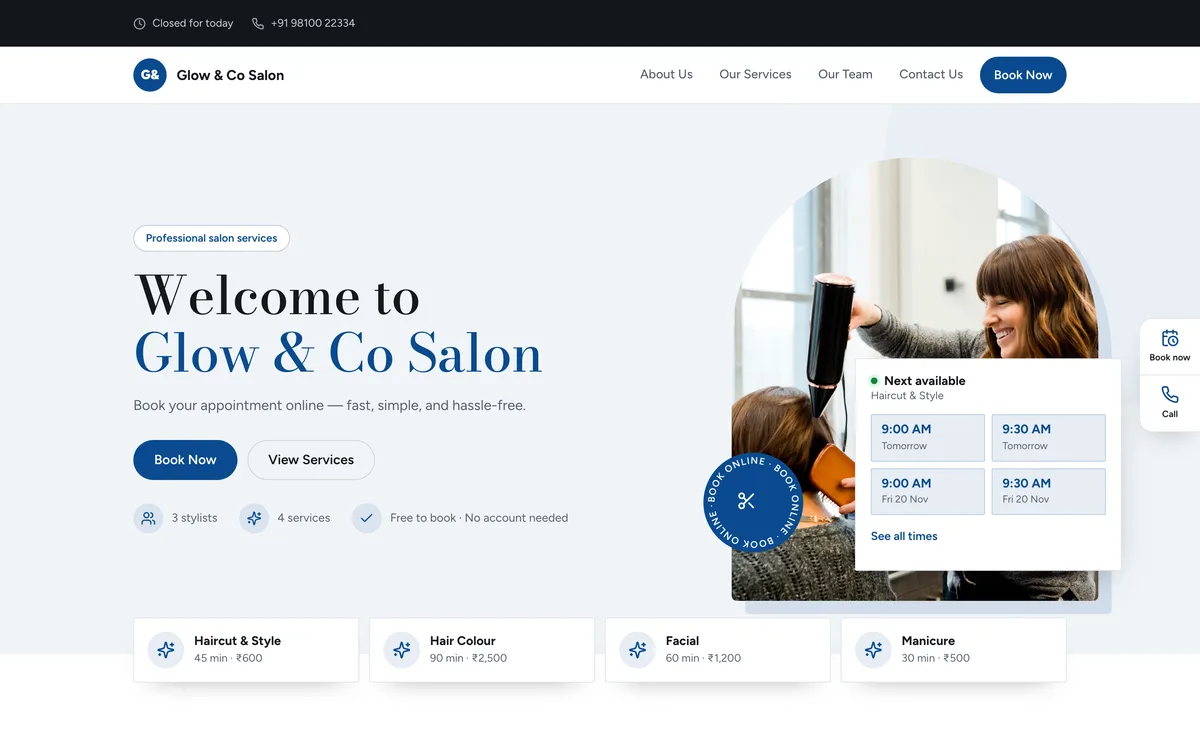 Closed for today
+91 98100 22334
G&
Glow & Co Salon
About Us
Our Services
Our Team
Contact Us
Book Now
Professional salon services
Welcome to
Glow & Co Salon
Book your appointment online — fast, simple, and hassle-free.
Book Now
View Services
3 stylists
4 services
Free to book · No account needed
BOOK ONLINE · BOOK ONLINE · BOOK ONLINE ·
Next available
Haircut & Style
9:00 AM
Tomorrow
9:30 AM
Tomorrow
9:00 AM
Fri 20 Nov
9:30 AM
Fri 20 Nov
See all times
Book now
Call
Haircut & Style
45 min · ₹600
Hair Colour
90 min · ₹2,500
Facial
60 min · ₹1,200
Manicure
30 min · ₹500